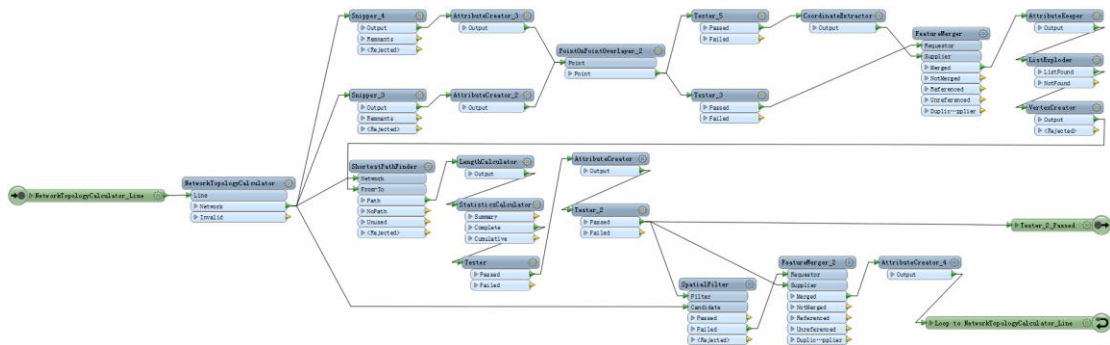 Snipper_4
Output
Remnants
<Rejected>
AttributeCreator_3
Output
Snipper_3
Output
Remnants
<Rejected>
AttributeCreator_2
Output
PointOnPointOverlayer_2
Point
Point
Tester_5
Passed
Failed
Tester_3
Passed
Failed
CoordinateExtractor
Output
FeatureMerger
Requestor
Supplier
Merged
NotMerged
Referenced
Unreferenced
Duplic···pplier
AttributeKeeper
Output
ListExploder
ListFound
NotFound
VertexCreator
Output
<Rejected>
NetworkTopologyCalculator_Line
NetworkTopologyCalculator
Line
Network
Invalid
ShortestPathFinder
Network
From-To
Path
NoPath
Unused
<Rejected>
LengthCalculator
Output
StatisticsCalculator
Summary
Complete
Cumulative
Tester
Passed
Failed
AttributeCreator
Output
Tester_2
Passed
Failed
Tester_2_Passed
SpatialFilter
Filter
Candidate
Passed
Failed
<Rejected>
FeatureMerger_2
Requestor
Supplier
Merged
NotMerged
Referenced
Unreferenced
Duplic···pplier
AttributeCreator_4
Output
Loop to NetworkTopologyCalculator_Line